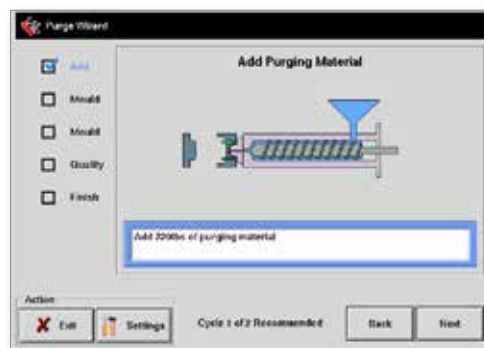 Purge Wizard
Add Purging Material
Add
Mould
Mould
Quality
Finish
Add 220lbs of purging material
Action
Exit
Settings
Cycle 1 of 2 Recommended
Back
Next